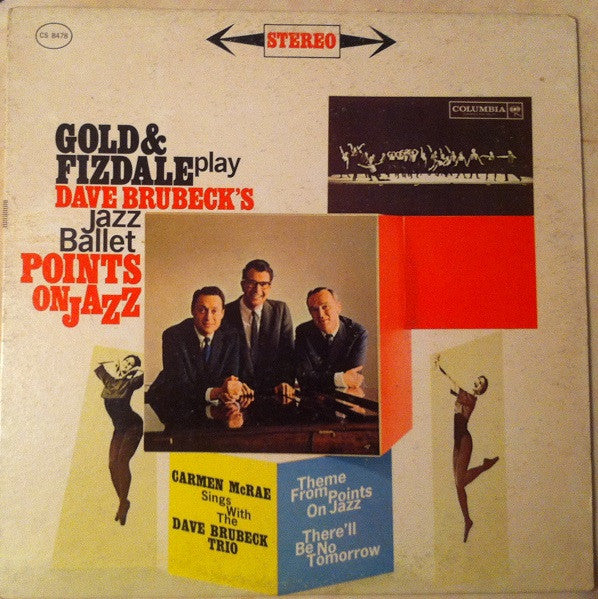 CS 8478
STEREO
COLUMBIA
GOLD &
FIZDALE play
DAVE BRUBECK'S
Jazz
Ballet
POINTS
ON JAZZ
CARMEN McRAE
Sings
With
The
DAVE BRUBECK
TRIO
Theme
From Points
On Jazz
There'll
Be No
Tomorrow